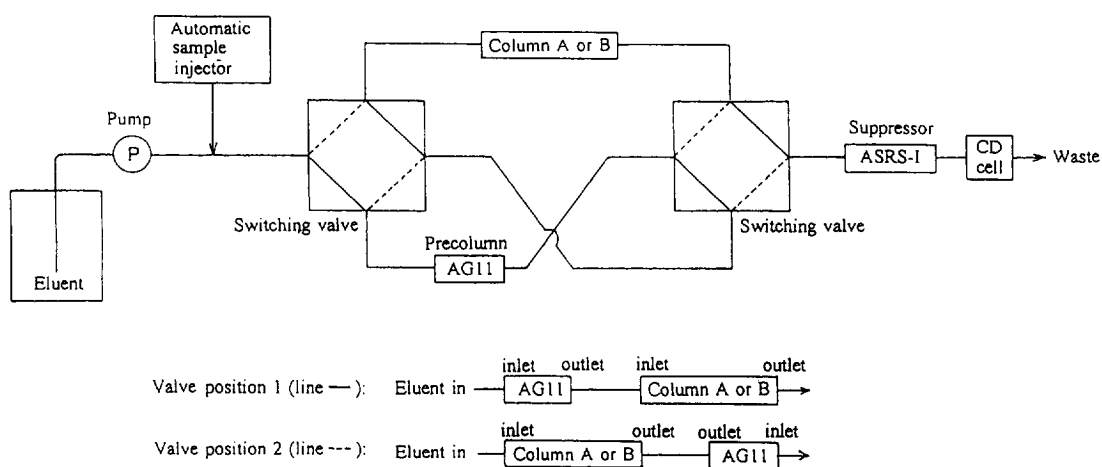 Automatic
sample
injector
Column A or B
Pump
P
Suppressor
ASRS-I
CD
cell
Waste
Switching valve
Switching valve
Precolumn
AG11
Eluent
inlet outlet inlet outlet
Valve position 1 (line —): Eluent in AG11 Column A or B
inlet outlet outlet inlet
Valve position 2 (line ---): Eluent in Column A or B AG11